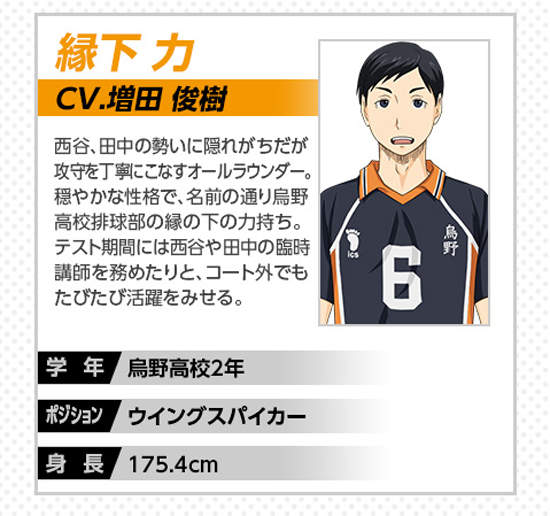 縁下 力
CV.増田 俊樹
西谷、田中の勢いに隠れがちだが
攻守を丁寧にこなすオールラウンダー。
穏やかな性格で、名前の通り烏野
高校排球部の縁の下の力持ち。
テスト期間には西谷や田中の臨時
講師を務めたりと、コート外でも
たびたび活躍をみせる。
烏野
ics
6
学 年 烏野高校2年
ポジション ウイングスパイカー
身 長 175.4cm